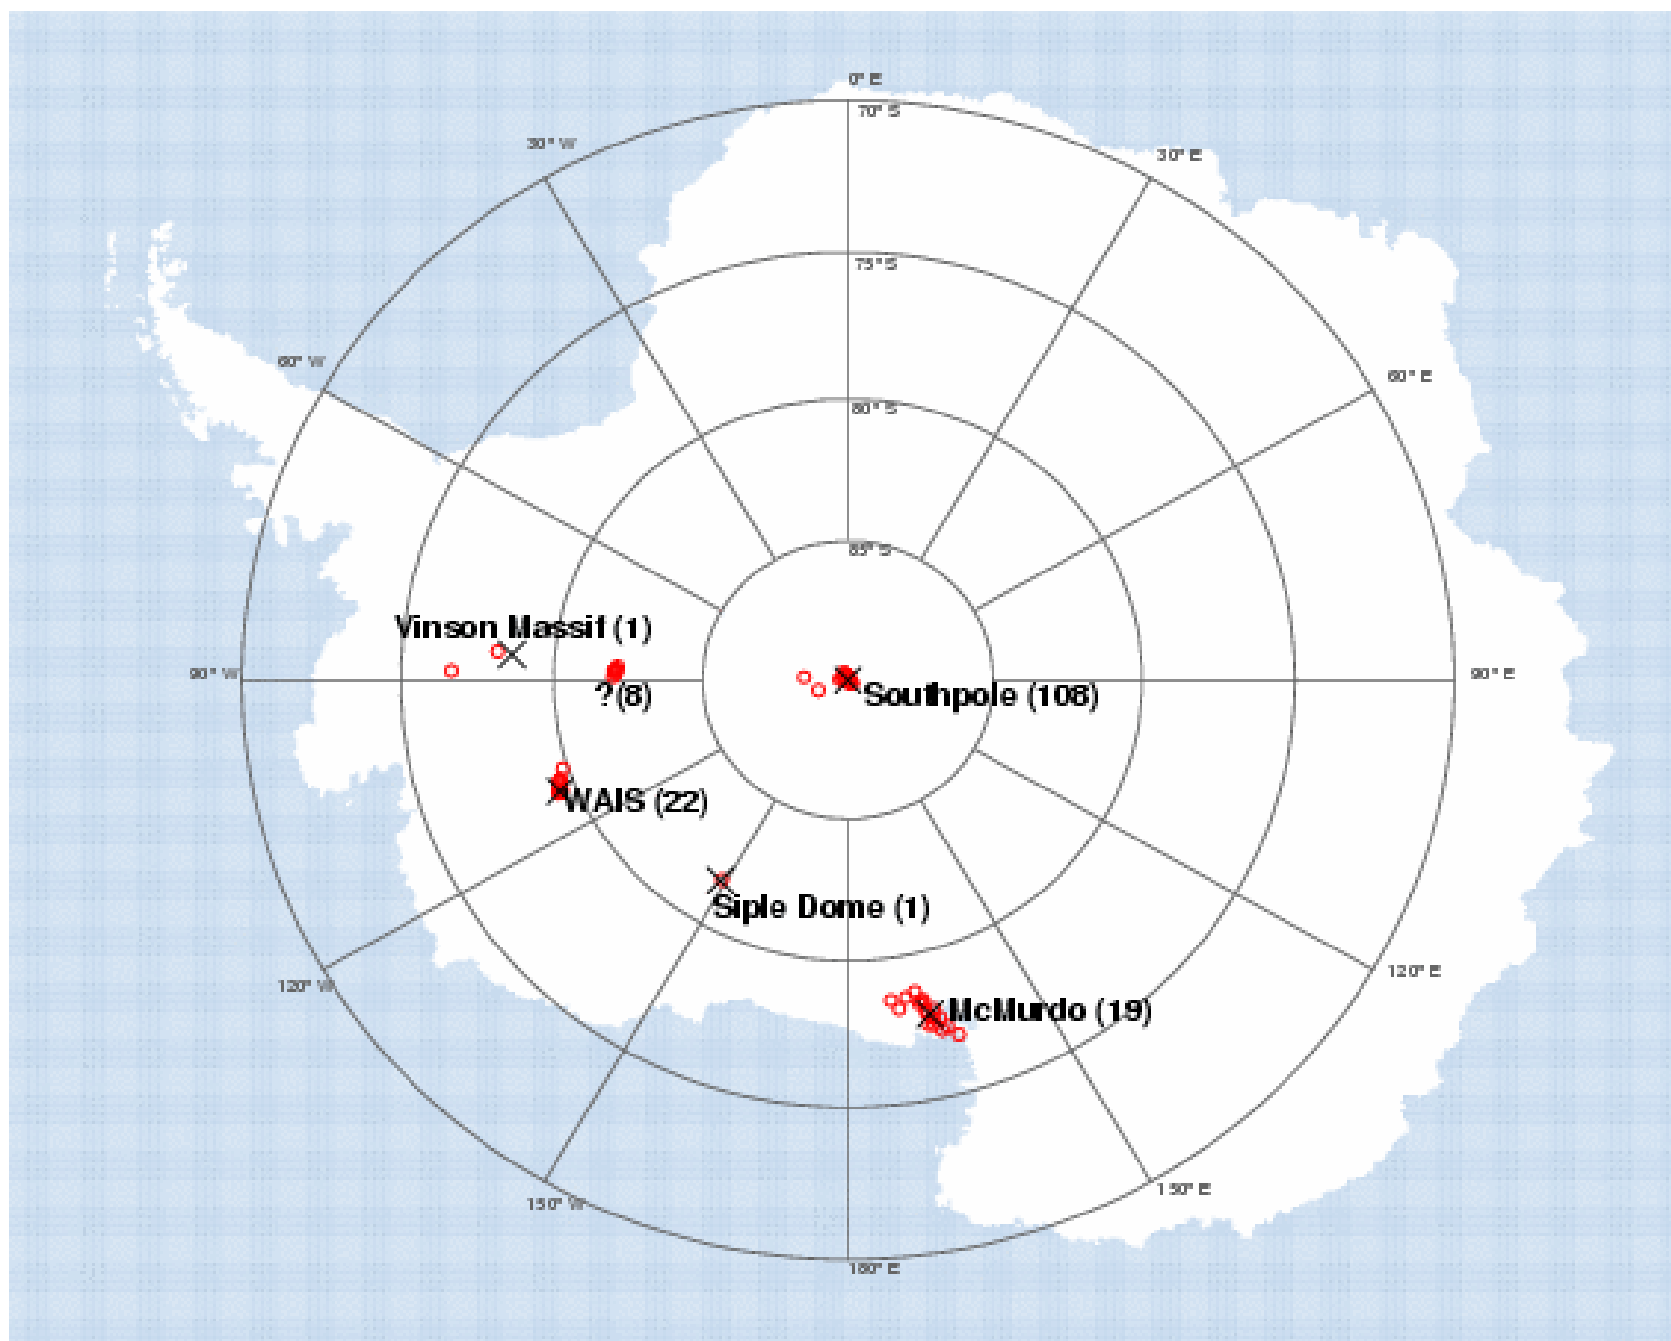 0° E
70° S
30° W
30° E
75° S
60° W
60° E
80° S
85° S
Vinson Massif (1)
90° W
90° E
?(8)
Southpole (108)
WAIS (22)
Siple Dome (1)
120° W
120° E
McMurdo (19)
150° W
150° E
180° E